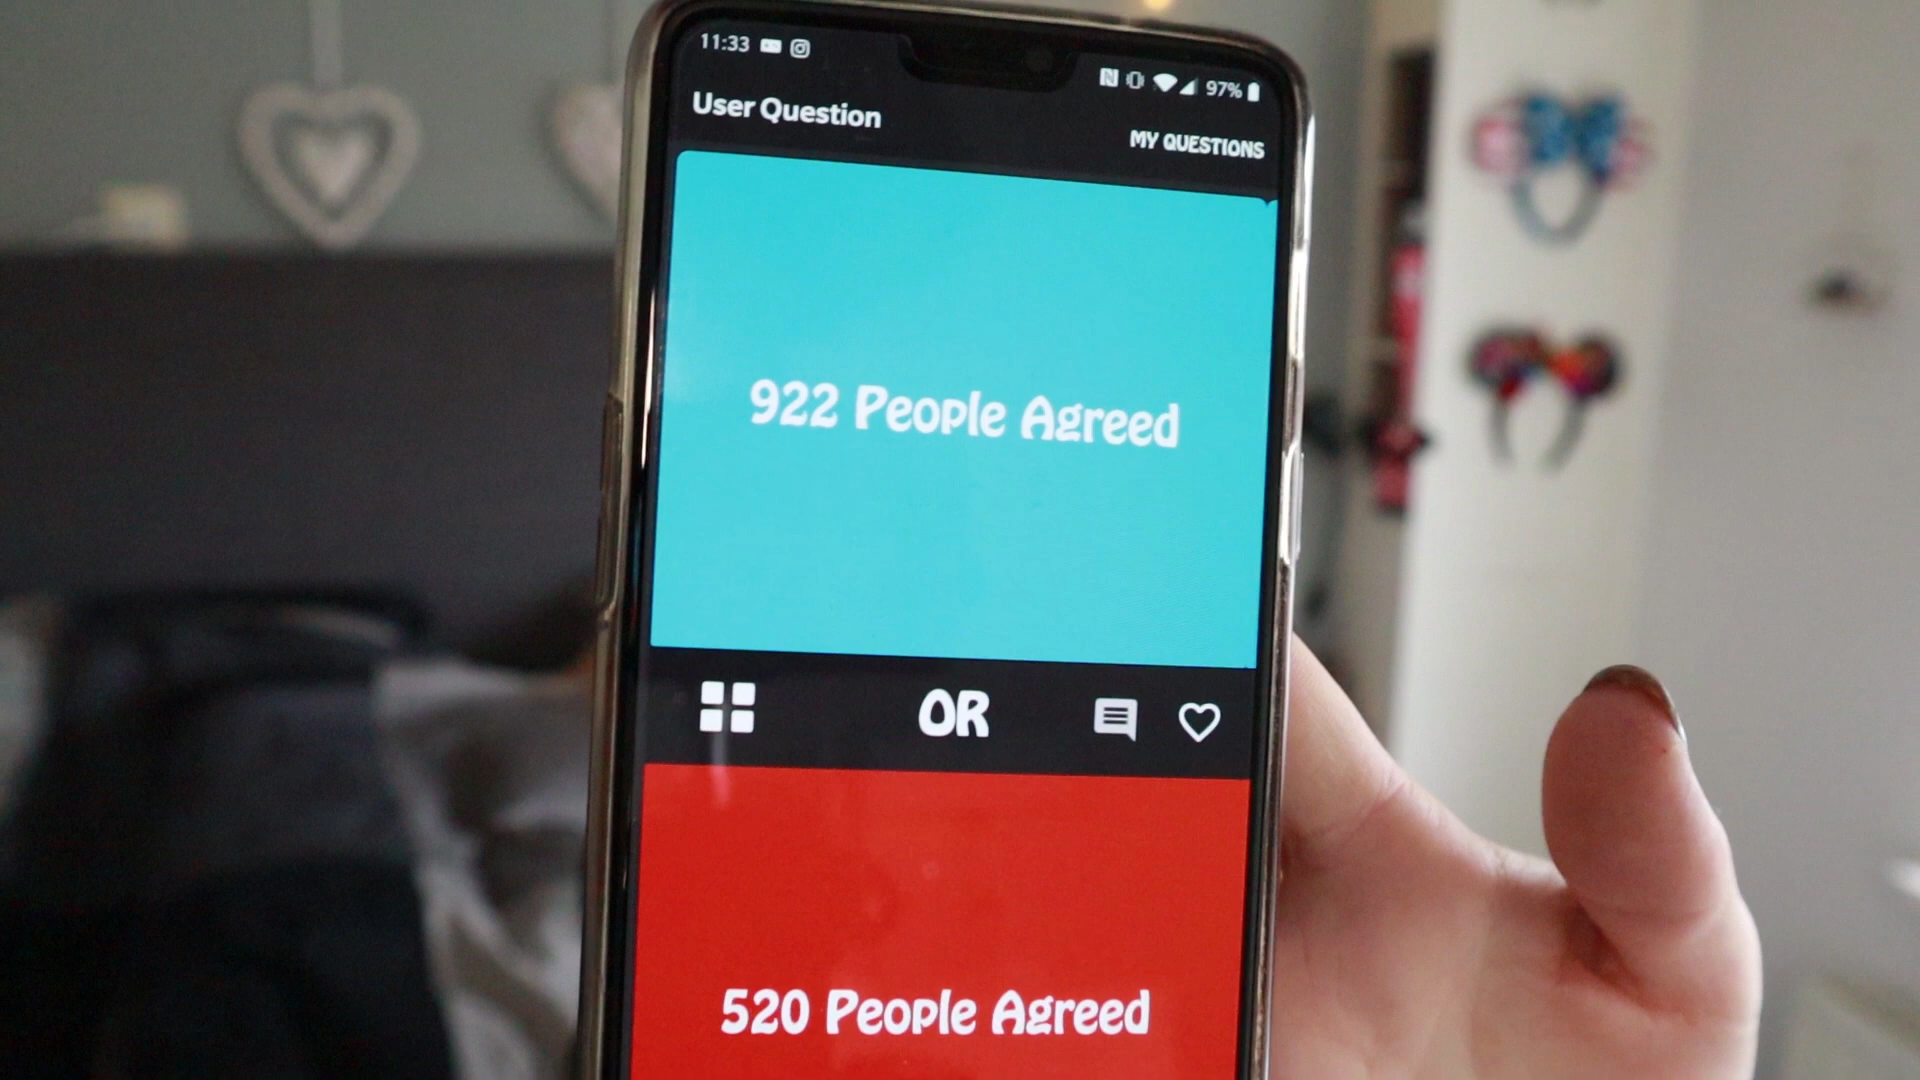 11:33
97%
User Question
MY QUESTIONS
922 People Agreed
OR
520 People Agreed